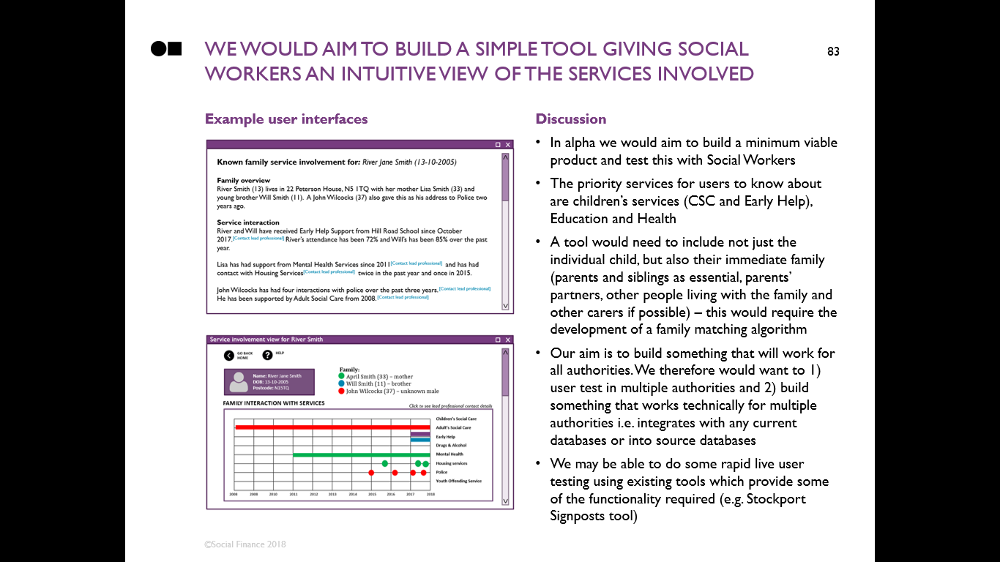 WE WOULD AIM TO BUILD A SIMPLE TOOL GIVING SOCIAL
WORKERS AN INTUITIVE VIEW OF THE SERVICES INVOLVED
83
Example user interfaces
Known family service involvement for: River Jane Smith (13-10-2005)
Family overview
River Smith (13) lives in 22 Peterson House, N5 1TQ with her mother Lisa Smith (33) and
young brother Will Smith (11). A John Wilcocks (37) also gave this as his address to Police two
years ago.
Service interaction
River and Will have received Early Help Support from Hill Road School since October
2017.[Contact lead professional] River's attendance has been 72% and Will's has been 85% over the past
year.
Lisa has had support from Mental Health Services since 2011[Contact lead professional] and has had
contact with Housing Services[Contact lead professional] twice in the past year and once in 2015.
John Wilcocks has had four interactions with police over the past three years.[Contact lead professional]
He has been supported by Adult Social Care from 2008.[Contact lead professional]
Service involvement view for River Smith
GO BACK
HOME
HELP
Name: River Jane Smith
DOB: 13-10-2005
Postcode: N15TQ
Family:
April Smith (33) – mother
Will Smith (11) – brother
John Wilcocks (37) – unknown male
FAMILY INTERACTION WITH SERVICES
Click to see lead professional contact details
Children's Social Care
Adult's Social Care
Early Help
Drugs & Alcohol
Mental Health
Housing services
Police
Youth Offending Service
2008 2008 2010 2011 2012 2013 2014 2015 2016 2017 2018
Discussion
• In alpha we would aim to build a minimum viable
product and test this with Social Workers
• The priority services for users to know about
are children's services (CSC and Early Help),
Education and Health
• A tool would need to include not just the
individual child, but also their immediate family
(parents and siblings as essential, parents'
partners, other people living with the family and
other carers if possible) – this would require the
development of a family matching algorithm
• Our aim is to build something that will work for
all authorities. We therefore would want to 1)
user test in multiple authorities and 2) build
something that works technically for multiple
authorities i.e. integrates with any current
databases or into source databases
• We may be able to do some rapid live user
testing using existing tools which provide some
of the functionality required (e.g. Stockport
Signposts tool)
©Social Finance 2018